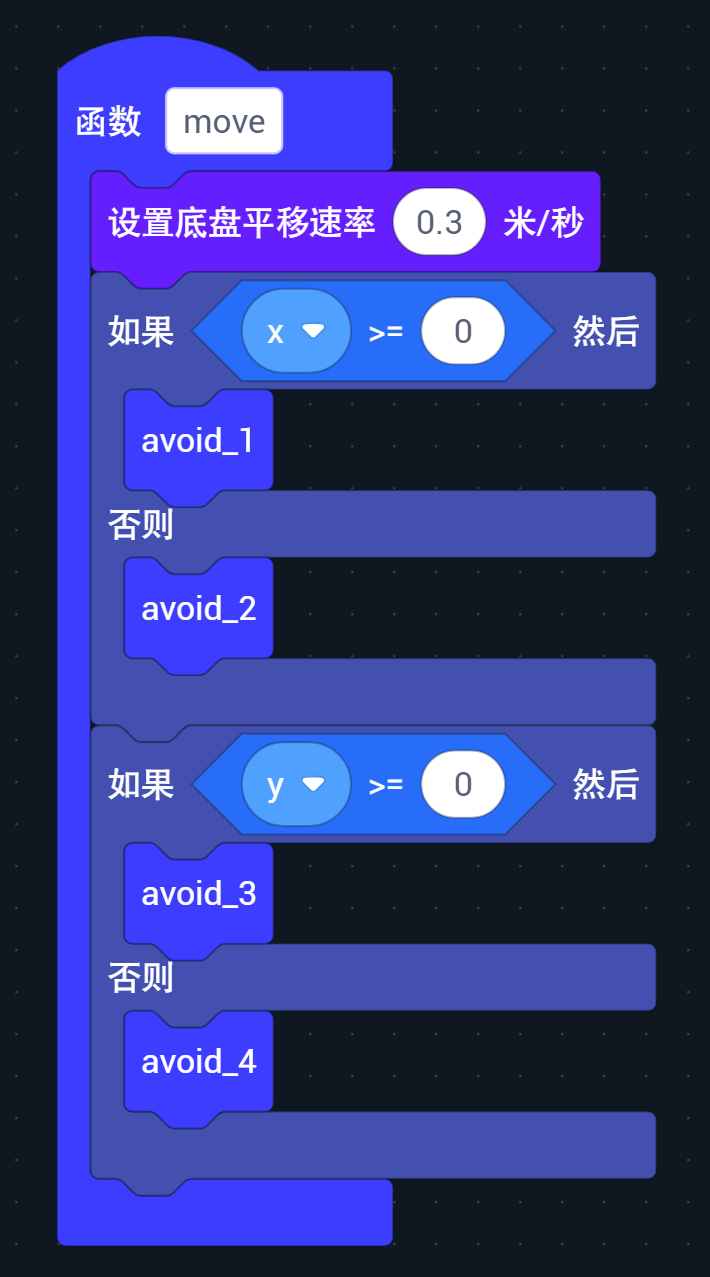 函数 move
设置底盘平移速率 0.3 米/秒
如果 x >= 0 然后
avoid_1
否则
avoid_2
如果 y >= 0 然后
avoid_3
否则
avoid_4